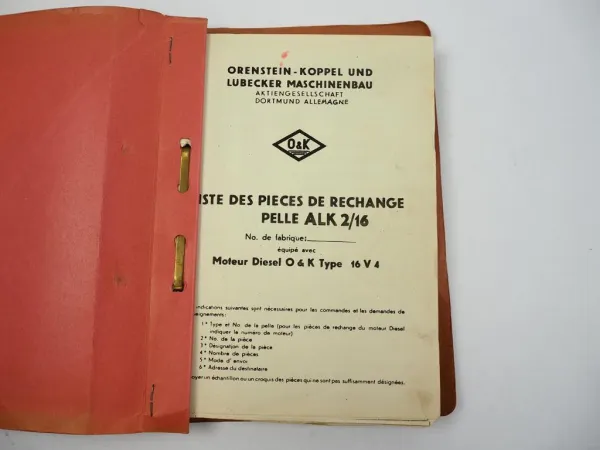 ORENSTEIN-KOPPEL UND
LUBECKER MASCHINENBAU
AKTIENGESELLSCHAFT
DORTMUND ALLEMAGNE
O&K
ISTE DES PIECES DE RECHANGE
PELLE ALK 2/16
No. de fabrique:
équipé avec
Moteur Diesel O & K Type 16 V 4
ndications suivantes sont nécessaires pour les commandes et les demandes de
eignements:
1° Type et No. de la pelle (pour les pièces de rechange du moteur Diesel
indiquer la numéro de moteur)
2° No. de la pièce
3° Désignation de la pièce
4° Nombre de pièces
5° Mode d'envoi
6° Adresse du destinataire
oyer un échantillon ou un croquis des pièces qui ne sont pas suffisamment désignées.